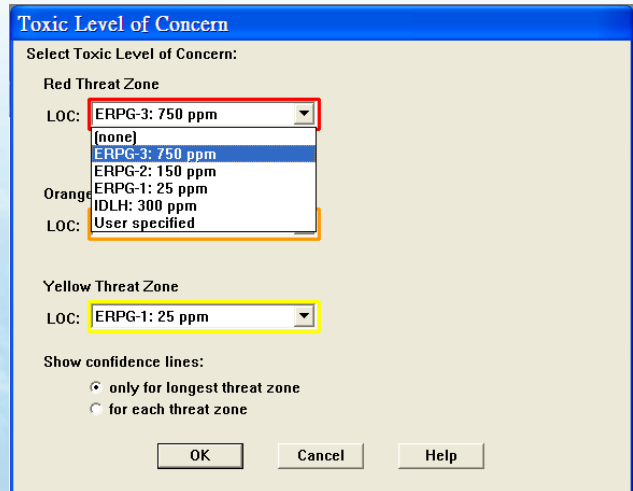 Toxic Level of Concern
Select Toxic Level of Concern:
Red Threat Zone
LOC: ERPG-3: 750 ppm
(none)
ERPG-3: 750 ppm
ERPG-2: 150 ppm
ERPG-1: 25 ppm
IDLH: 300 ppm
User specified
Orange
LOC:
Yellow Threat Zone
LOC: ERPG-1: 25 ppm
Show confidence lines:
only for longest threat zone
for each threat zone
OK Cancel Help